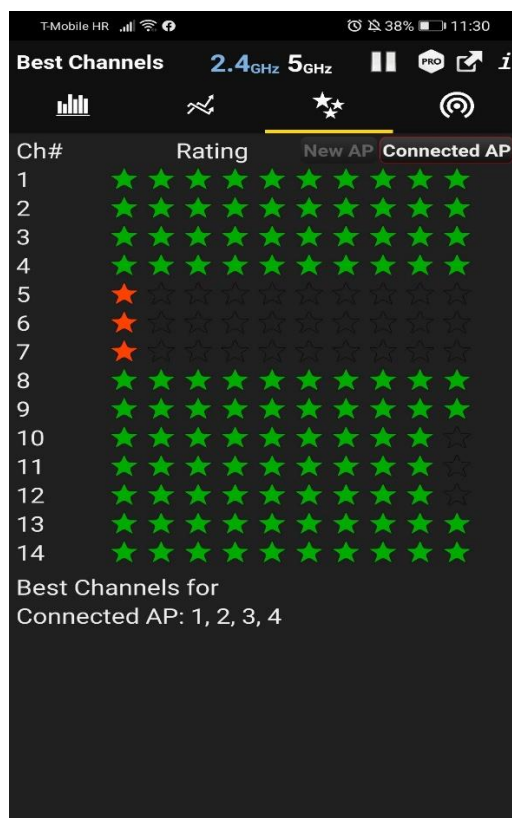 T-Mobile HR 38% 11:30
Best Channels 2.4GHz 5GHz PRO i
Ch# Rating New AP Connected AP
1
2
3
4
5
6
7
8
9
10
11
12
13
14
Best Channels for
Connected AP: 1, 2, 3, 4